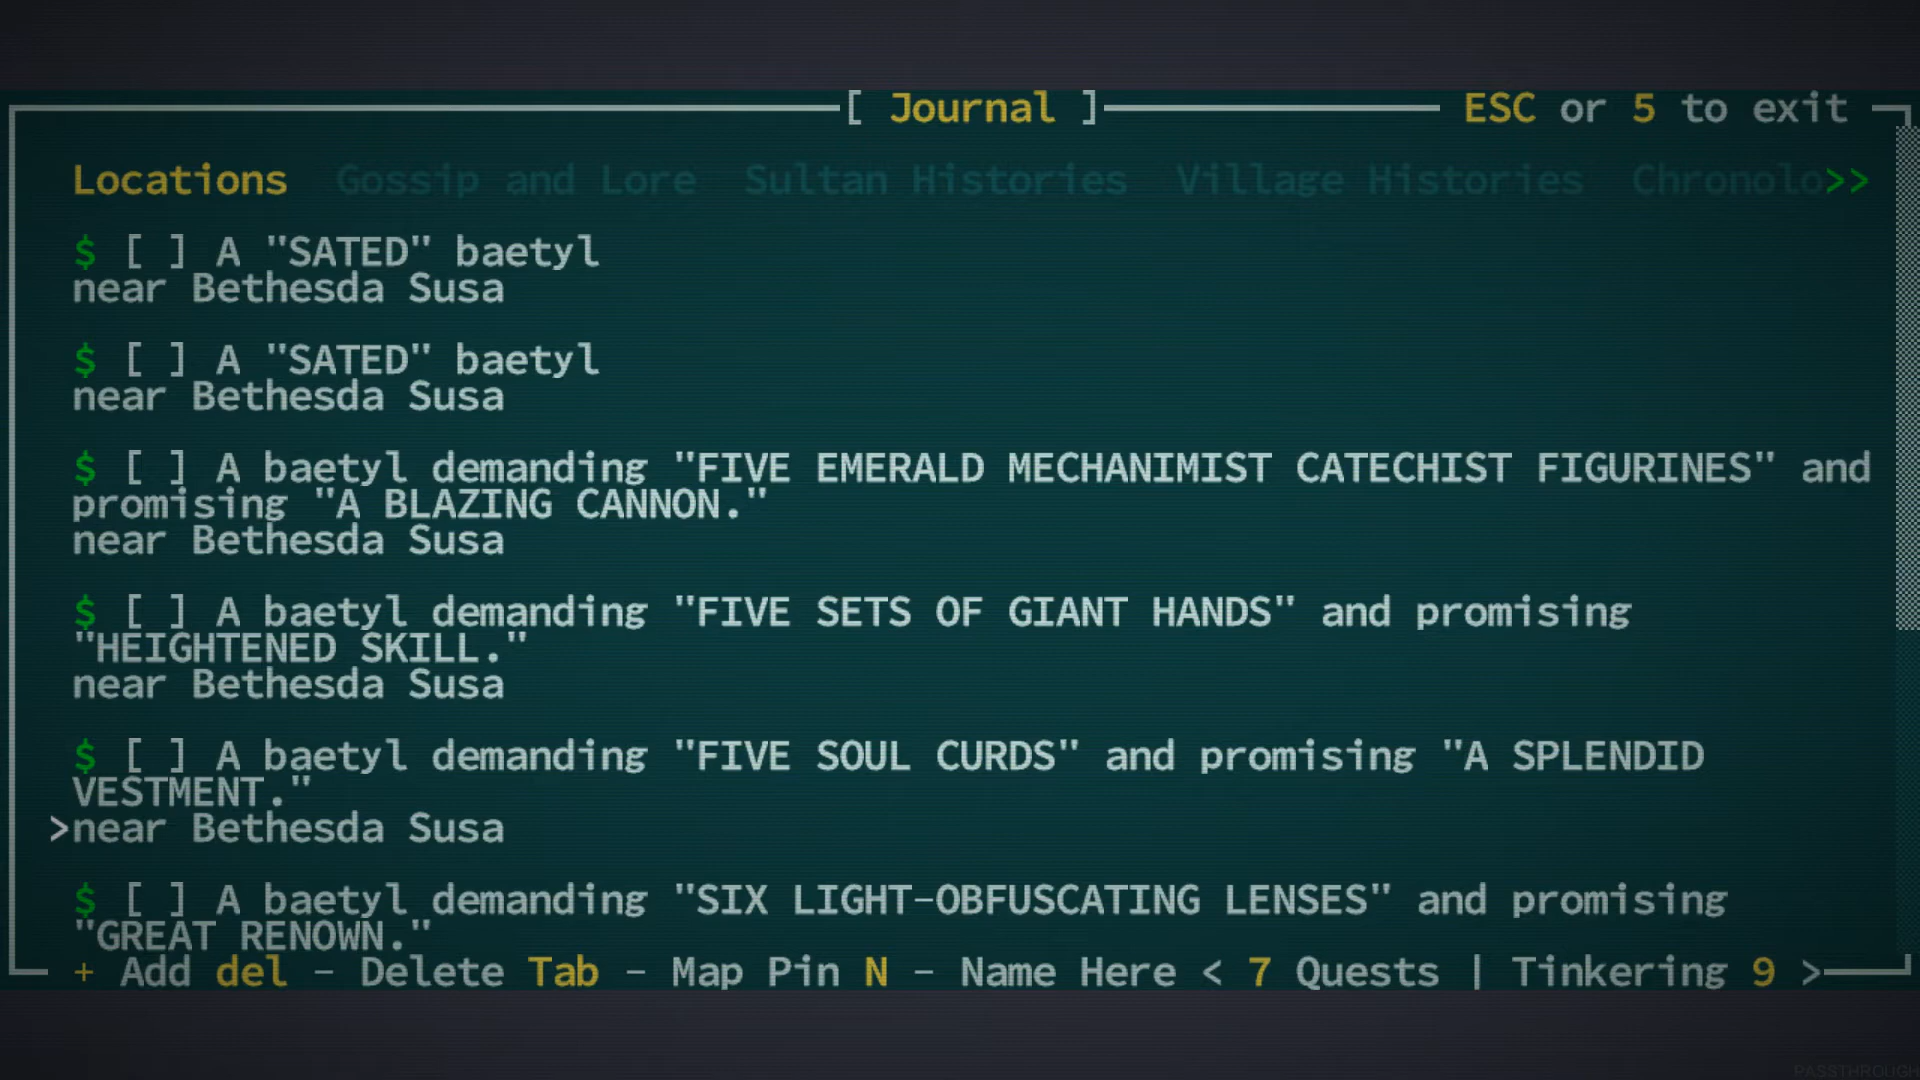 [ Journal ] ESC or 5 to exit
Locations Gossip and Lore Sultan Histories Village Histories Chronolo>>
$ [ ] A "SATED" baetyl
near Bethesda Susa
$ [ ] A "SATED" baetyl
near Bethesda Susa
$ [ ] A baetyl demanding "FIVE EMERALD MECHANIMIST CATECHIST FIGURINES" and
promising "A BLAZING CANNON."
near Bethesda Susa
$ [ ] A baetyl demanding "FIVE SETS OF GIANT HANDS" and promising
"HEIGHTENED SKILL."
near Bethesda Susa
$ [ ] A baetyl demanding "FIVE SOUL CURDS" and promising "A SPLENDID
VESTMENT."
>near Bethesda Susa
$ [ ] A baetyl demanding "SIX LIGHT-OBFUSCATING LENSES" and promising
"GREAT RENOWN."
+ Add del - Delete Tab - Map Pin N - Name Here < 7 Quests | Tinkering 9 >
PASSTHROUGH